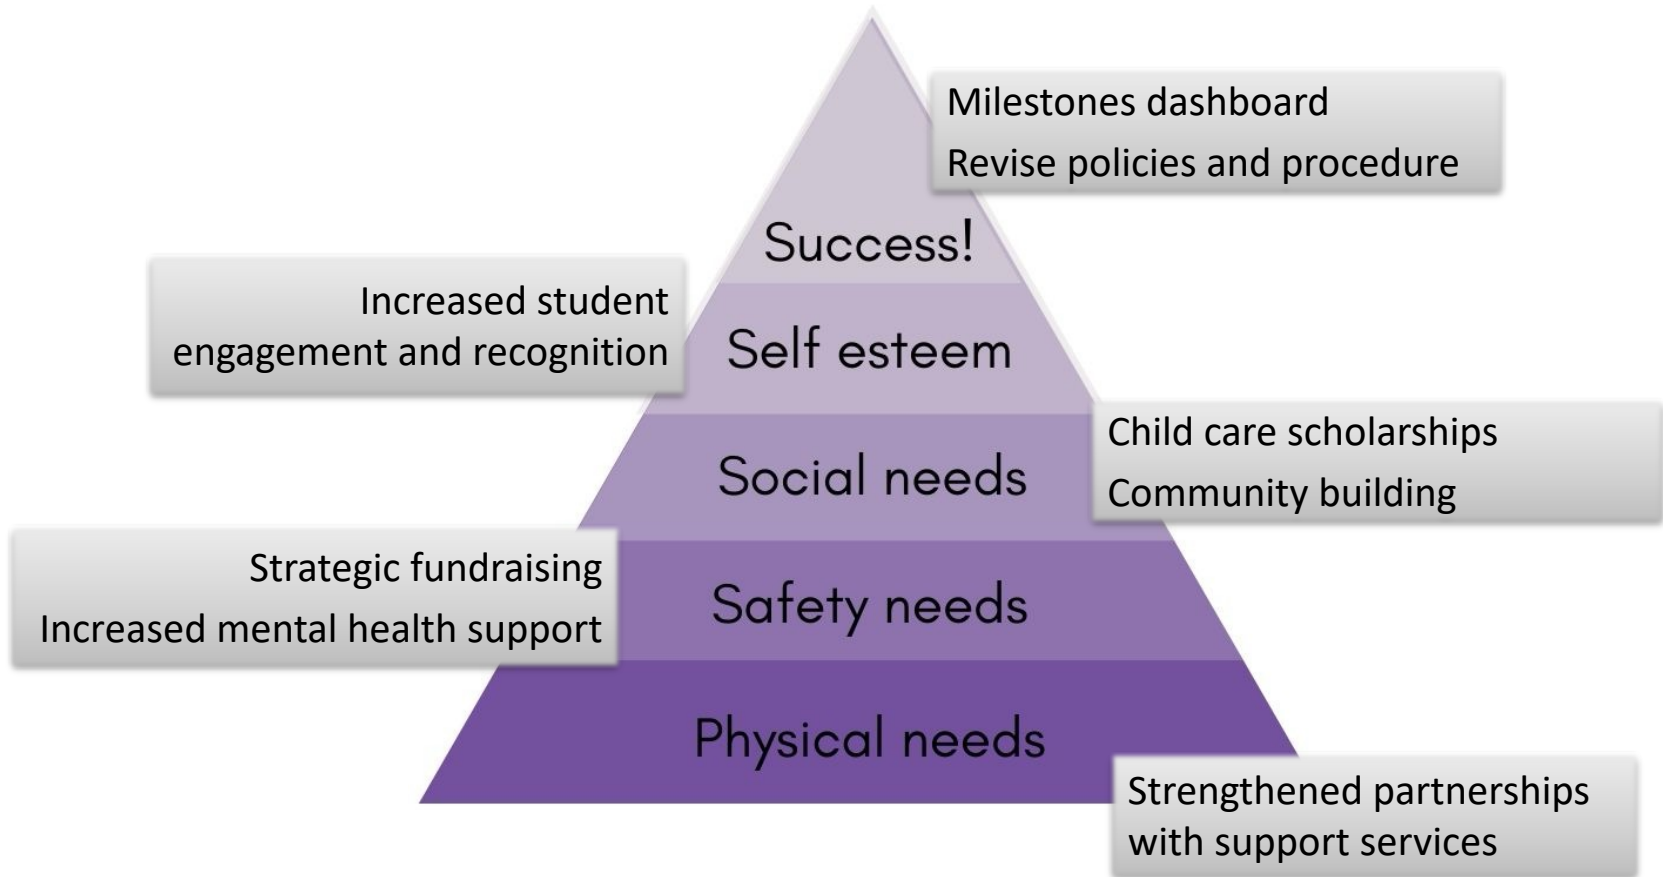 Milestones dashboard
Revise policies and procedure
Success!
Increased student
engagement and recognition
Self esteem
Child care scholarships
Community building
Social needs
Strategic fundraising
Increased mental health support
Safety needs
Physical needs
Strengthened partnerships
with support services